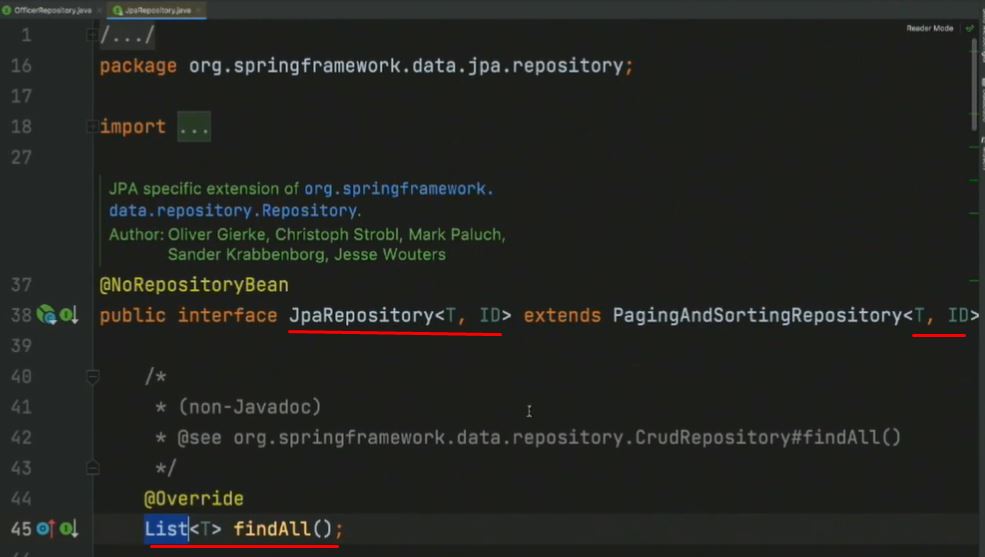 OfficerRepository.java
JpaRepository.java
Reader Mode
1 /.../
16 package org.springframework.data.jpa.repository;
17
18 import ...
27
JPA specific extension of org.springframework.
data.repository.Repository.
Author: Oliver Gierke, Christoph Strobl, Mark Paluch,
Sander Krabbenborg, Jesse Wouters
37 @NoRepositoryBean
38 public interface JpaRepository<T, ID> extends PagingAndSortingRepository<T, ID>
39
40 /*
41 * (non-Javadoc)
42 * @see org.springframework.data.repository.CrudRepository#findAll()
43 */
44 @Override
45 List<T> findAll();